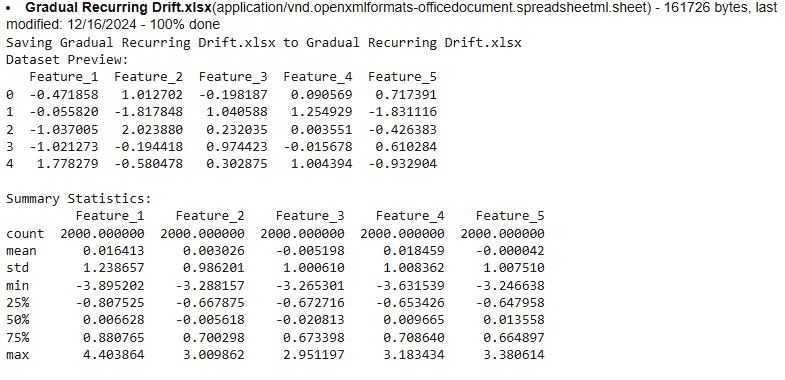 • Gradual Recurring Drift.xlsx(application/vnd.openxmlformats-officedocument.spreadsheetml.sheet) - 161726 bytes, last
modified: 12/16/2024 - 100% done
Saving Gradual Recurring Drift.xlsx to Gradual Recurring Drift.xlsx
Dataset Preview:
   Feature_1  Feature_2  Feature_3  Feature_4  Feature_5
0  -0.471858   1.012702  -0.198187   0.090569   0.717391
1  -0.055820  -1.817848   1.040588   1.254929  -1.831116
2  -1.037005   2.023880   0.232035   0.003551  -0.426383
3  -1.021273  -0.194418   0.974423  -0.015678   0.610284
4   1.778279  -0.580478   0.302875   1.004394  -0.932904
Summary Statistics:
         Feature_1    Feature_2    Feature_3    Feature_4    Feature_5
count  2000.000000  2000.000000  2000.000000  2000.000000  2000.000000
mean      0.016413     0.003026    -0.005198     0.018459    -0.000042
std       1.238657     0.986201     1.000610     1.008362     1.007510
min      -3.895202    -3.288157    -3.265301    -3.631539    -3.246638
25%      -0.807525    -0.667875    -0.672716    -0.653426    -0.647958
50%       0.006628    -0.005618    -0.020813     0.009665     0.013558
75%       0.880765     0.700298     0.673398     0.708640     0.664897
max       4.403864     3.009862     2.951197     3.183434     3.380614